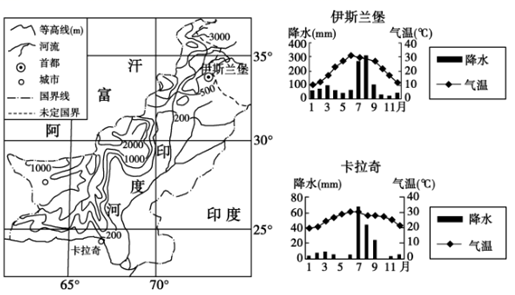 等高线(m)
河流
首都
城市
国界线
未定国界
3000
35°
伊斯兰堡
500
汗
富
阿
200
30°
2000
1000
印
度
河
1000
印度
200
25°
卡拉奇
65°
70°
伊斯兰堡
降水(mm)
气温(℃)
400
300
200
100
0
40
30
20
10
0
1 3 5 7 9 11月
降水
气温
卡拉奇
降水(mm)
气温(℃)
80
60
40
20
0
40
30
20
10
0
1 3 5 7 9 11月
降水
气温